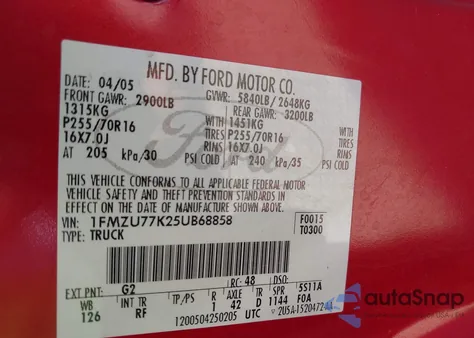 MFD. BY FORD MOTOR CO.
DATE: 04/05 GVWR: 5840LB/ 2648KG
FRONT GAWR: 2900LB REAR GAWR: 3200LB
1315KG WITH 1451KG WITH
P255/70R16 TIRES P255/70R16 TIRES
16X7.0J RIMS 16X7.0J RIMS
AT 205 kPa/30 PSI COLD AT 240 kPa/35 PSI COLD
THIS VEHICLE CONFORMS TO ALL APPLICABLE FEDERAL MOTOR
VEHICLE SAFETY AND THEFT PREVENTION STANDARDS IN
EFFECT ON THE DATE OF MANUFACTURE SHOWN ABOVE.
VIN: 1FMZU77K25UB68858 F0015
TYPE: TRUCK T0300
EXT PNT: G2 RC: 48 5S11A
WB INT TR TP/PS R AXLE TR SPR F0A
126 RF 1 42 D 1144
1200504250205 UTC
Ford
autoSnap